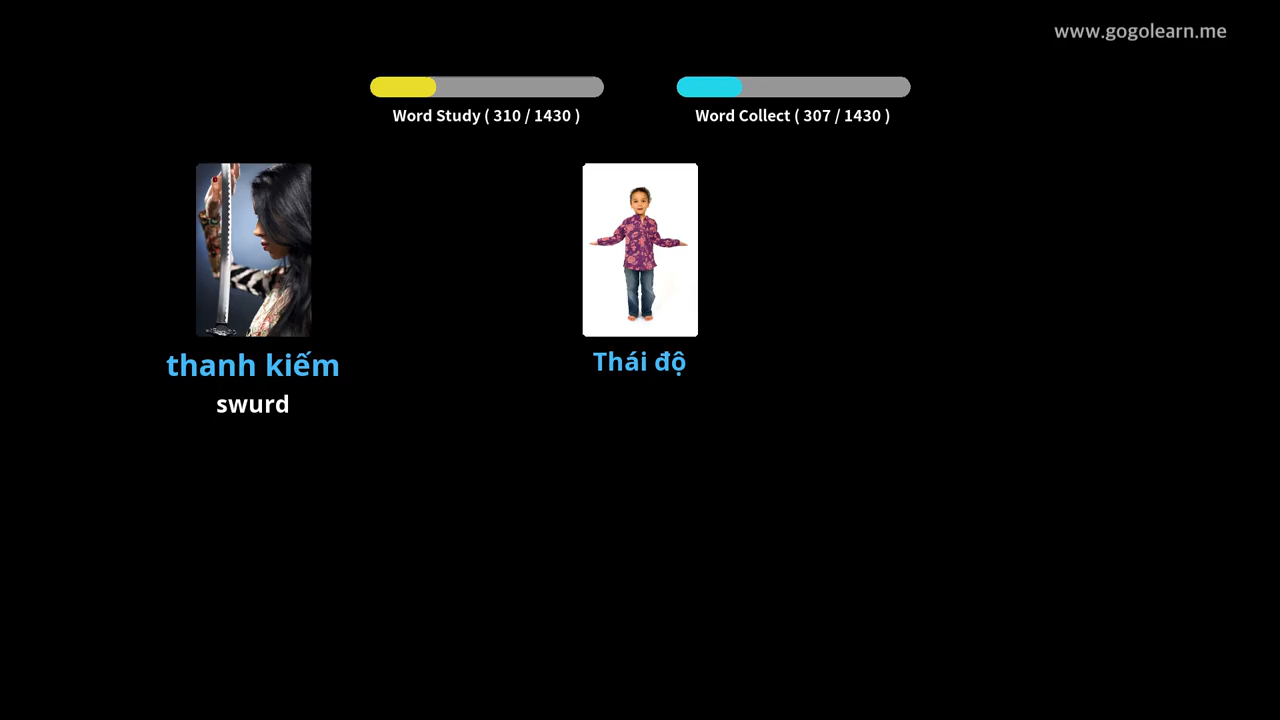 www.gogolearn.me
Word Study ( 310 / 1430 )
Word Collect ( 307 / 1430 )
thanh kiếm
swurd
Thái độ